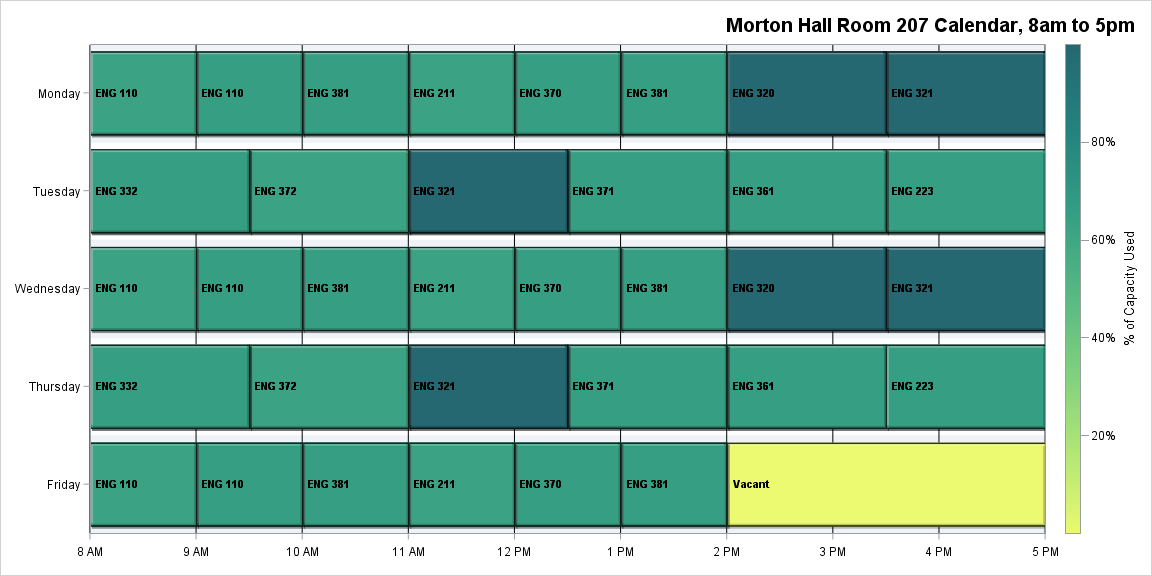 Morton Hall Room 207 Calendar, 8am to 5pm
Monday ENG 110 ENG 110 ENG 381 ENG 211 ENG 370 ENG 381 ENG 320 ENG 321
Tuesday ENG 332 ENG 372 ENG 321 ENG 371 ENG 361 ENG 223
Wednesday ENG 110 ENG 110 ENG 381 ENG 211 ENG 370 ENG 381 ENG 320 ENG 321
Thursday ENG 332 ENG 372 ENG 321 ENG 371 ENG 361 ENG 223
Friday ENG 110 ENG 110 ENG 381 ENG 211 ENG 370 ENG 381 Vacant
8 AM 9 AM 10 AM 11 AM 12 PM 1 PM 2 PM 3 PM 4 PM 5 PM
80%
60%
40%
20%
% of Capacity Used